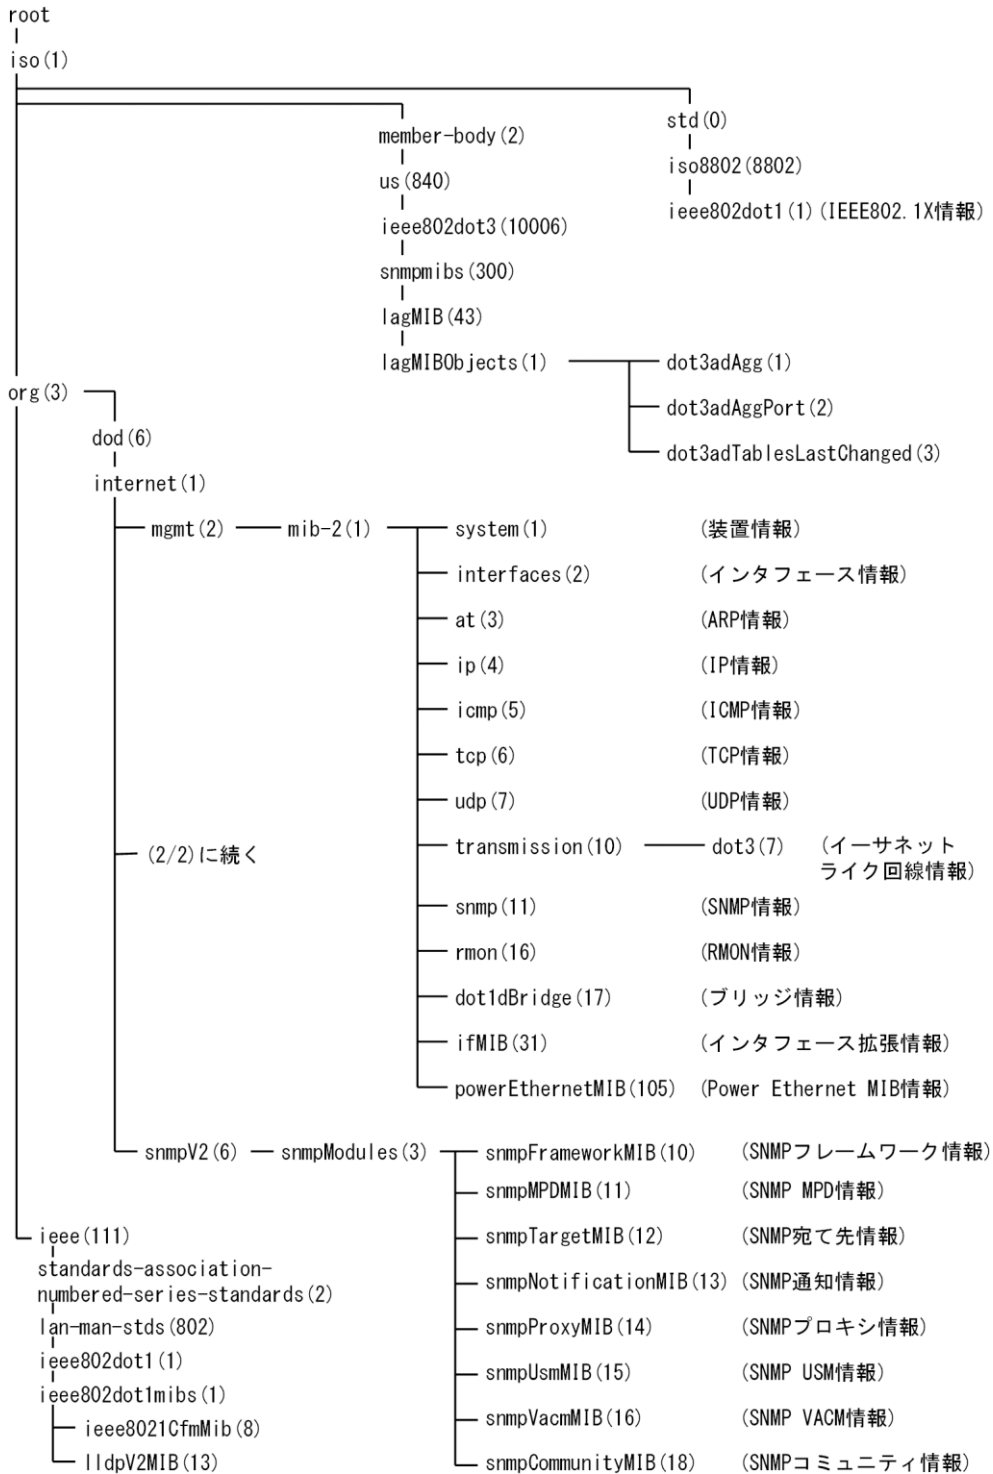 root
iso(1)
std(0)
member-body(2)
iso8802(8802)
us(840)
ieee802dot1(1)(IEEE802.1X情報)
ieee802dot3(10006)
snmpmibs(300)
lagMIB(43)
lagMIBObjects(1)
dot3adAgg(1)
org(3)
dot3adAggPort(2)
dod(6)
dot3adTablesLastChanged(3)
internet(1)
mgmt(2) mib-2(1) system(1) (装置情報)
interfaces(2) (インタフェース情報)
at(3) (ARP情報)
ip(4) (IP情報)
icmp(5) (ICMP情報)
tcp(6) (TCP情報)
udp(7) (UDP情報)
(2/2)に続く
transmission(10) dot3(7) (イーサネット
ライク回線情報)
snmp(11) (SNMP情報)
rmon(16) (RMON情報)
dot1dBridge(17) (ブリッジ情報)
ifMIB(31) (インタフェース拡張情報)
powerEthernetMIB(105) (Power Ethernet MIB情報)
snmpV2(6) snmpModules(3) snmpFrameworkMIB(10) (SNMPフレームワーク情報)
snmpMPDMIB(11) (SNMP MPD情報)
snmpTargetMIB(12) (SNMP宛て先情報)
snmpNotificationMIB(13) (SNMP通知情報)
snmpProxyMIB(14) (SNMPプロキシ情報)
snmpUsmMIB(15) (SNMP USM情報)
snmpVacmMIB(16) (SNMP VACM情報)
snmpCommunityMIB(18) (SNMPコミュニティ情報)
ieee(111)
standards-association-
numbered-series-standards(2)
lan-man-stds(802)
ieee802dot1(1)
ieee802dot1mibs(1)
ieee8021CfmMib(8)
lldpV2MIB(13)